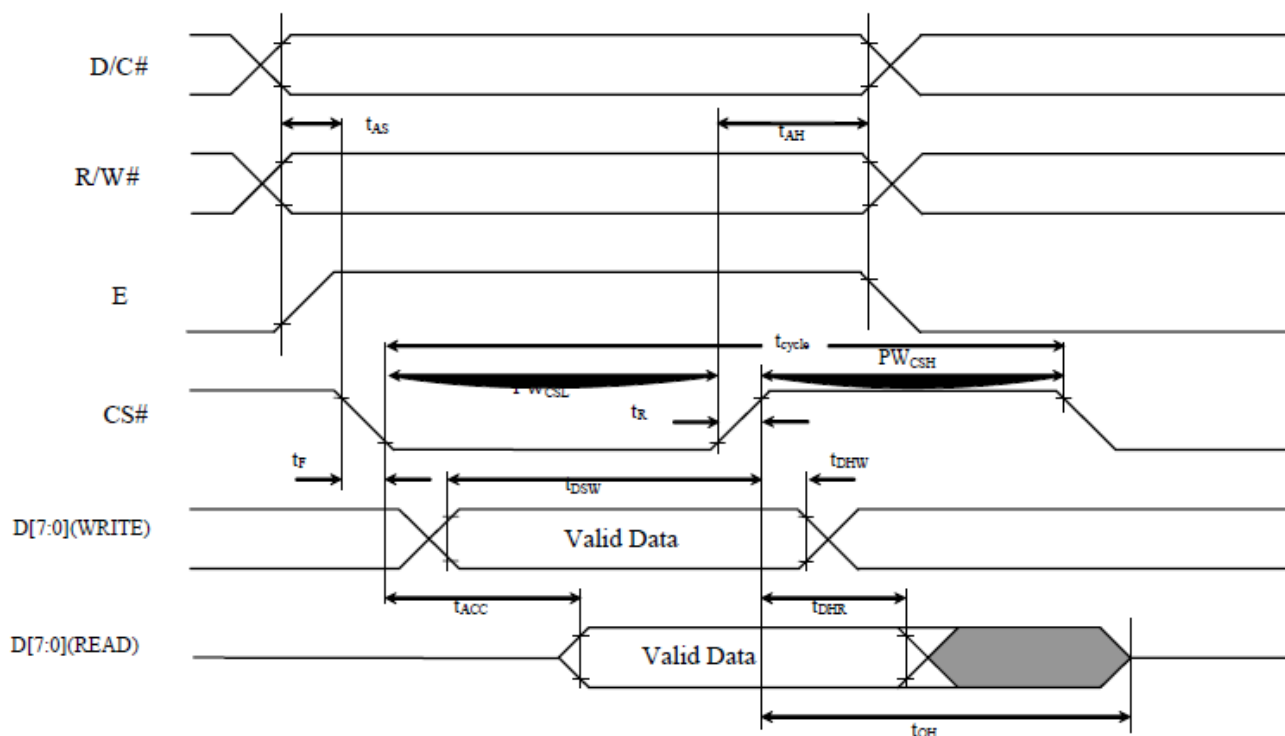 D/C#
tAS
tAH
R/W#
E
tcycle
PWCSH
PWCSL
CS#
tR
tF
tDHW
tDSW
D[7:0](WRITE)
Valid Data
tACC
tDHR
D[7:0](READ)
Valid Data
tOH